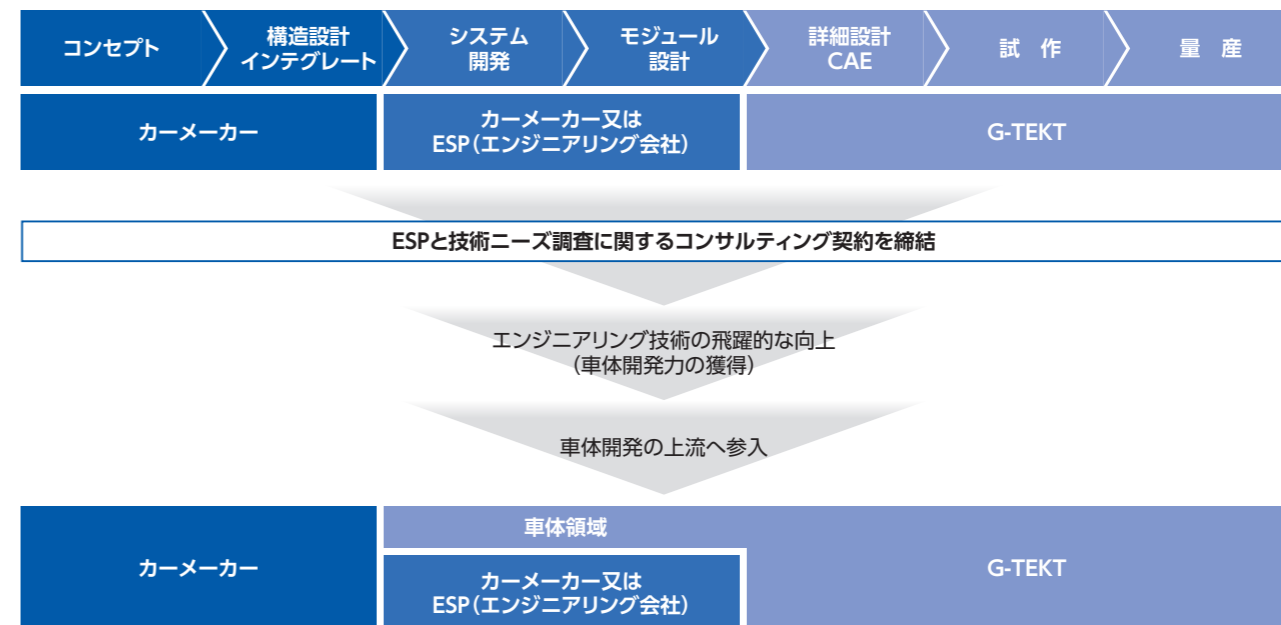 コンセプト
構造設計
インテグレート
システム
開発
モジュール
設計
詳細設計
CAE
試 作
量 産
カーメーカー
カーメーカー又は
ESP(エンジニアリング会社)
G-TEKT
ESPと技術ニーズ調査に関するコンサルティング契約を締結
エンジニアリング技術の飛躍的な向上
(車体開発力の獲得)
車体開発の上流へ参入
カーメーカー
車体領域
カーメーカー又は
ESP(エンジニアリング会社)
G-TEKT